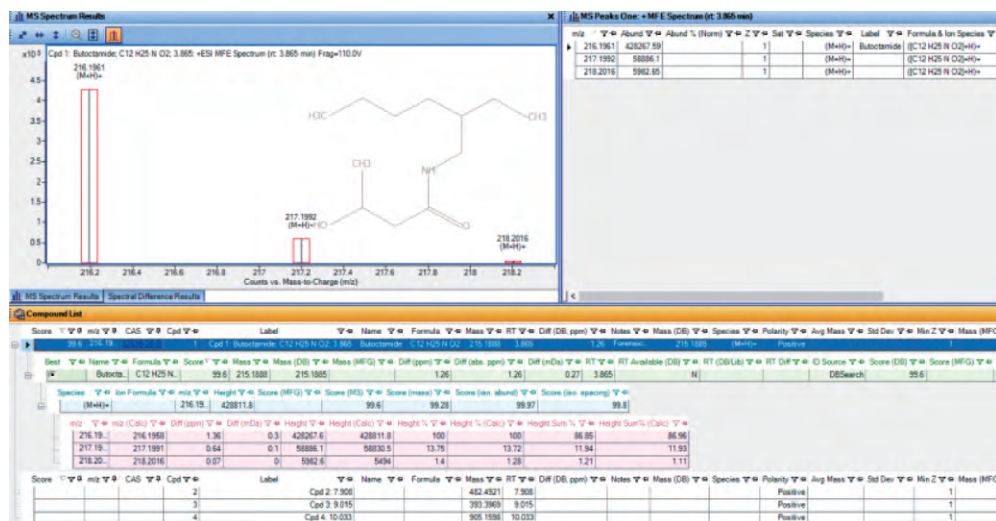 MS Spectrum Results
x10 5 Cpd 1: Butoctamide; C12 H25 N O2; 3.865: +ESI MFE Spectrum (rt: 3.865 min) Frag=110.0V
216.1961
(M+H)+
4.5
4
3.5
3
2.5
2
1.5
1
0.5
0
H3C
CH3
CH3
NH
HO
O
217.1992
(M+H)+
218.2016
(M+H)+
216.2 216.4 216.6 216.8 217 217.2 217.4 217.6 217.8 218 218.2
Counts vs. Mass-to-Charge (m/z)
MS Spectrum Results Spectral Difference Results
MS Peaks One: + MFE Spectrum (rt: 3.865 min)
m/z Abund Abund % (Norm) Z Sat Species Label Formula & Ion Species
216.1961 428267.59 1 (M+H)+ Butoctamide ([C12 H25 N O2]+H)+
217.1992 58886.1 1 (M+H)+ ([C12 H25 N O2]+H)+
218.2016 5982.65 1 (M+H)+ ([C12 H25 N O2]+H)+
Compound List
Score m/z CAS Cpd Label Name Formula Mass RT Diff (DB, ppm) Notes Mass (DB) Species Polarity Avg Mass Std Dev Min Z Mass (MFG)
99.6 216.19... 1 Cpd 1: Butoctamide; C12 H25 N O2; 3.865 Butoctamide C12 H25 N O2 215.1888 3.865 1.26 Forensic... 215.1885 (M+H)+ Positive 1
Best Name Formula Score Mass Mass (DB) Mass (MFG) Diff (ppm) Diff (abs. ppm) Diff (mDa) RT RT Available (DB) RT (DB/Lib) RT Diff ID Source Score (DB) Score (MFG)
Butocta... C12 H25 N... 99.6 215.1888 215.1885 1.26 1.26 0.27 3.865 N DBSearch 99.6
Species Ion Formula m/z Height Score (MFG) Score (MS) Score (mass) Score (iso. abund) Score (iso. spacing)
(M+H)+ 216.19... 428811.8 99.6 99.28 99.97 99.8
m/z m/z (Calc) Diff (ppm) Diff (mDa) Height Height (Calc) Height % Height % (Calc) Height Sum % Height Sum% (Calc)
216.19... 216.1958 1.36 0.3 428267.6 428811.8 100 100 86.85 86.96
217.19... 217.1991 0.64 0.1 58886.1 58830.5 13.75 13.72 11.94 11.93
218.20... 218.2016 0.07 0 5982.6 5494 1.4 1.28 1.21 1.11
Score m/z CAS Cpd Label Name Formula Mass RT Diff (DB, ppm) Notes Mass (DB) Species Polarity Avg Mass Std Dev Min Z Mass (MFG)
2 Cpd 2: 7.908 482.4921 7.908 Positive 1
3 Cpd 3: 9.015 393.3969 9.015 Positive 1
4 Cpd 4: 10.033 905.1598 10.033 Positive 1